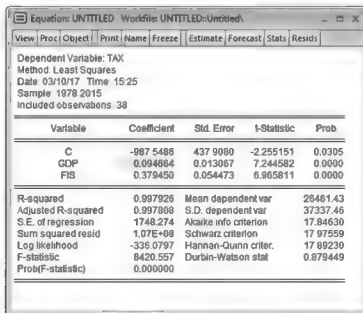 Equation: UNTITLED Workfile: UNTITLED::Untitled\
View Proc Object Print Name Freeze Estimate Forecast Stats Resids
Dependent Variable: TAX
Method: Least Squares
Date: 03/10/17 Time: 15:25
Sample: 1978 2015
Included observations: 38
Variable Coefficient Std. Error t-Statistic Prob
C -987.5486 437.9080 -2.255151 0.0305
GDP 0.094664 0.013067 7.244582 0.0000
FIS 0.379450 0.054473 6.965811 0.0000
R-squared 0.997926 Mean dependent var 26461.43
Adjusted R-squared 0.997808 S.D. dependent var 37337.46
S.E. of regression 1748.274 Akaike info criterion 17.84630
Sum squared resid 1.07E+08 Schwarz criterion 17.97559
Log likelihood -336.0797 Hannan-Quinn criter. 17.89230
F-statistic 8420.557 Durbin-Watson stat 0.879449
Prob(F-statistic) 0.000000